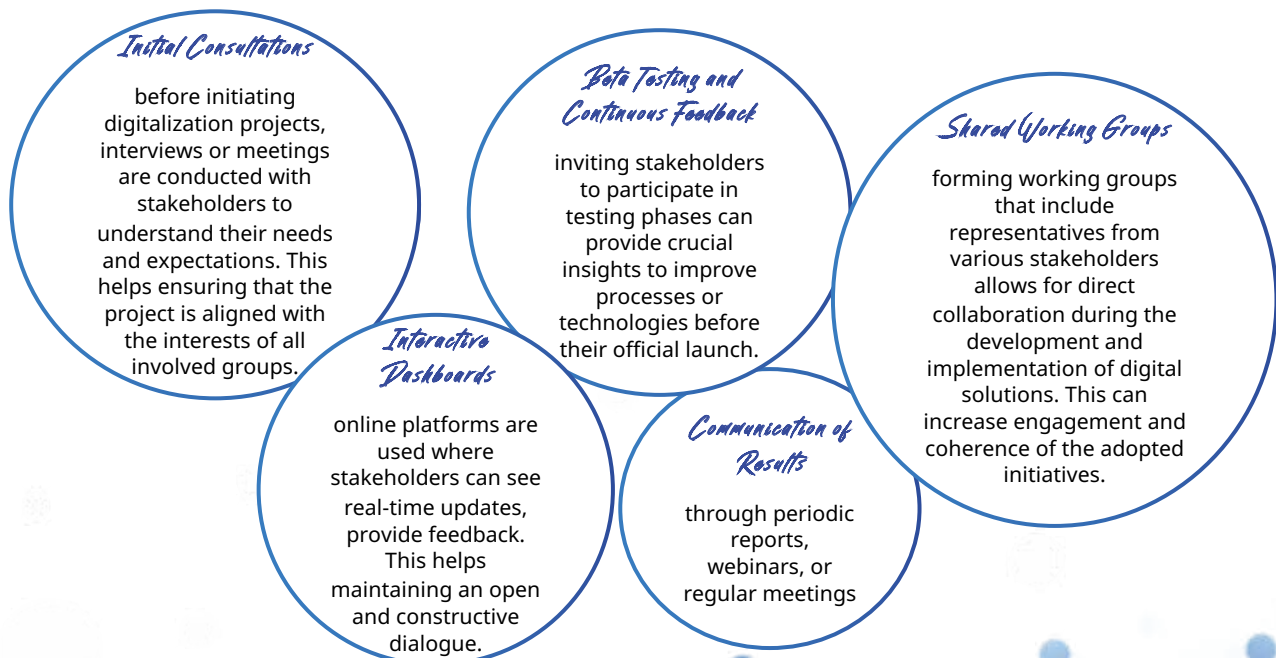 Initial Consultations
before initiating
digitalization projects,
interviews or meetings
are conducted with
stakeholders to
understand their needs
and expectations. This
helps ensuring that the
project is aligned with
the interests of all
involved groups.
Interactive
Dashboards
online platforms are
used where
stakeholders can see
real-time updates,
provide feedback.
This helps
maintaining an open
and constructive
dialogue.
Beta Testing and
Continuous Feedback
inviting stakeholders
to participate in
testing phases can
provide crucial
insights to improve
processes or
technologies before
their official launch.
Communication of
Results
through periodic
reports,
webinars, or
regular meetings
Shared Working Groups
forming working groups
that include
representatives from
various stakeholders
allows for direct
collaboration during the
development and
implementation of digital
solutions. This can
increase engagement and
coherence of the adopted
initiatives.